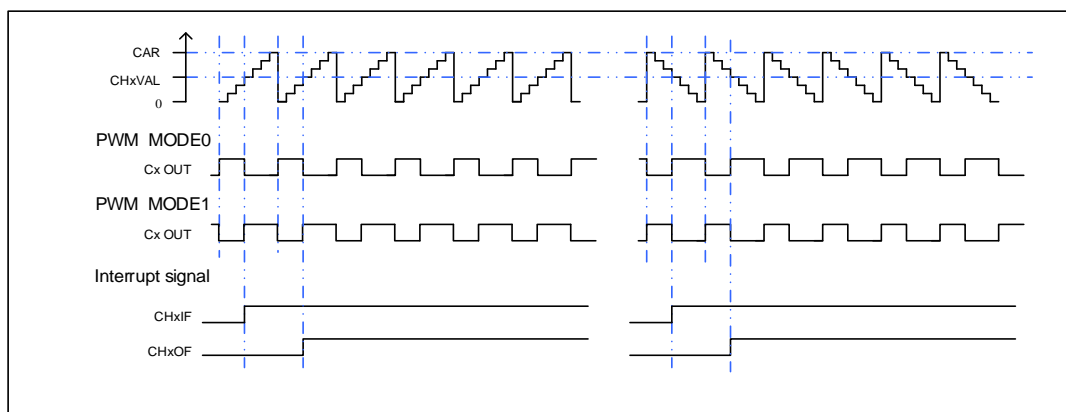 CAR
CHxVAL
0
PWM MODE0
Cx OUT
PWM MODE1
Cx OUT
Interrupt signal
CHxIF
CHxOF